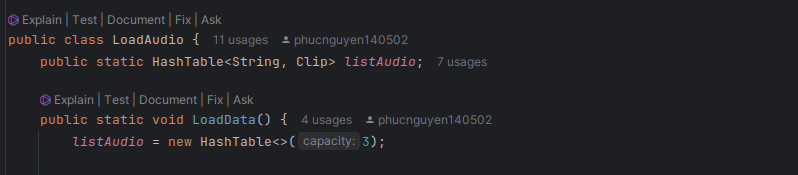 Explain | Test | Document | Fix | Ask
public class LoadAudio { 11 usages phucnguyen140502
public static HashTable<String, Clip> listAudio; 7 usages
Explain | Test | Document | Fix | Ask
public static void LoadData() { 4 usages phucnguyen140502
listAudio = new HashTable<>( capacity: 3);